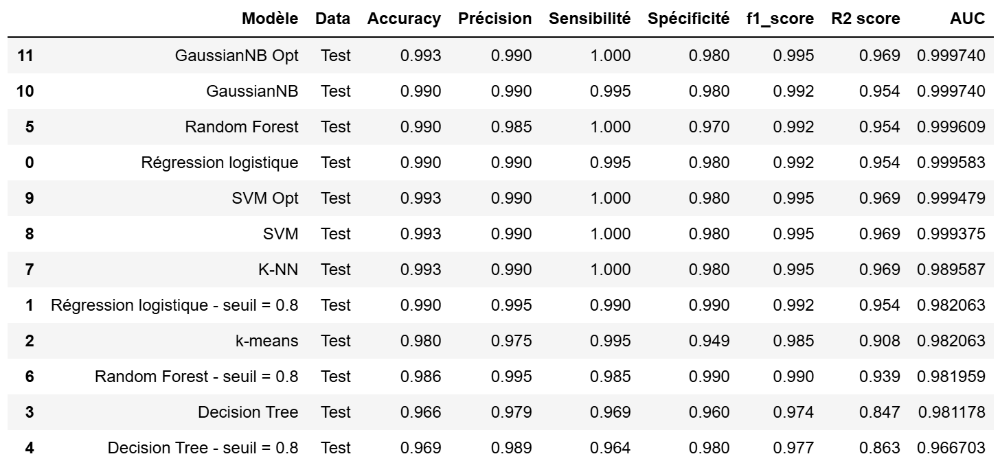 Modèle Data Accuracy Précision Sensibilité Spécificité f1_score R2 score AUC
11 GaussianNB Opt Test 0.993 0.990 1.000 0.980 0.995 0.969 0.999740
10 GaussianNB Test 0.990 0.990 0.995 0.980 0.992 0.954 0.999740
5 Random Forest Test 0.990 0.985 1.000 0.970 0.992 0.954 0.999609
0 Régression logistique Test 0.990 0.990 0.995 0.980 0.992 0.954 0.999583
9 SVM Opt Test 0.993 0.990 1.000 0.980 0.995 0.969 0.999479
8 SVM Test 0.993 0.990 1.000 0.980 0.995 0.969 0.999375
7 K-NN Test 0.993 0.990 1.000 0.980 0.995 0.969 0.989587
1 Régression logistique - seuil = 0.8 Test 0.990 0.995 0.990 0.990 0.992 0.954 0.982063
2 k-means Test 0.980 0.975 0.995 0.949 0.985 0.908 0.982063
6 Random Forest - seuil = 0.8 Test 0.986 0.995 0.985 0.990 0.990 0.939 0.981959
3 Decision Tree Test 0.966 0.979 0.969 0.960 0.974 0.847 0.981178
4 Decision Tree - seuil = 0.8 Test 0.969 0.989 0.964 0.980 0.977 0.863 0.966703